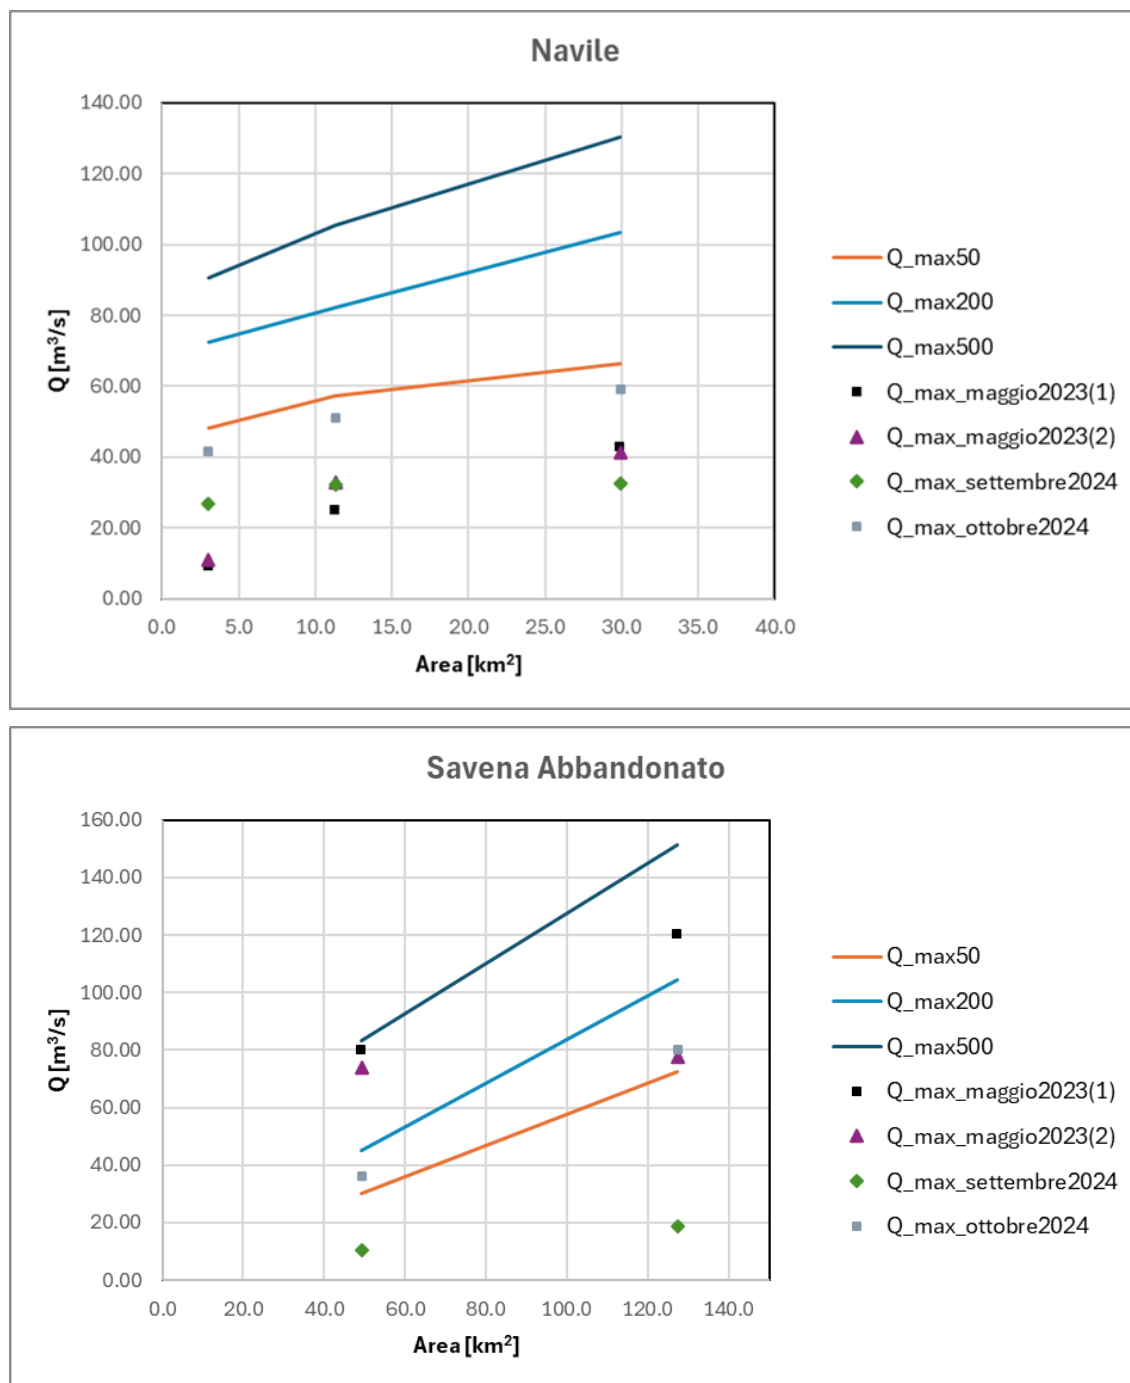 Navile
140.00
120.00
100.00
80.00
60.00
40.00
20.00
0.00
Q [m³/s]
0.0 5.0 10.0 15.0 20.0 25.0 30.0 35.0 40.0
Area [km²]
Q_max50
Q_max200
Q_max500
Q_max_maggio2023(1)
Q_max_maggio2023(2)
Q_max_settembre2024
Q_max_ottobre2024
Savena Abbandonato
160.00
140.00
120.00
100.00
80.00
60.00
40.00
20.00
0.00
Q [m³/s]
0.0 20.0 40.0 60.0 80.0 100.0 120.0 140.0
Area [km²]
Q_max50
Q_max200
Q_max500
Q_max_maggio2023(1)
Q_max_maggio2023(2)
Q_max_settembre2024
Q_max_ottobre2024